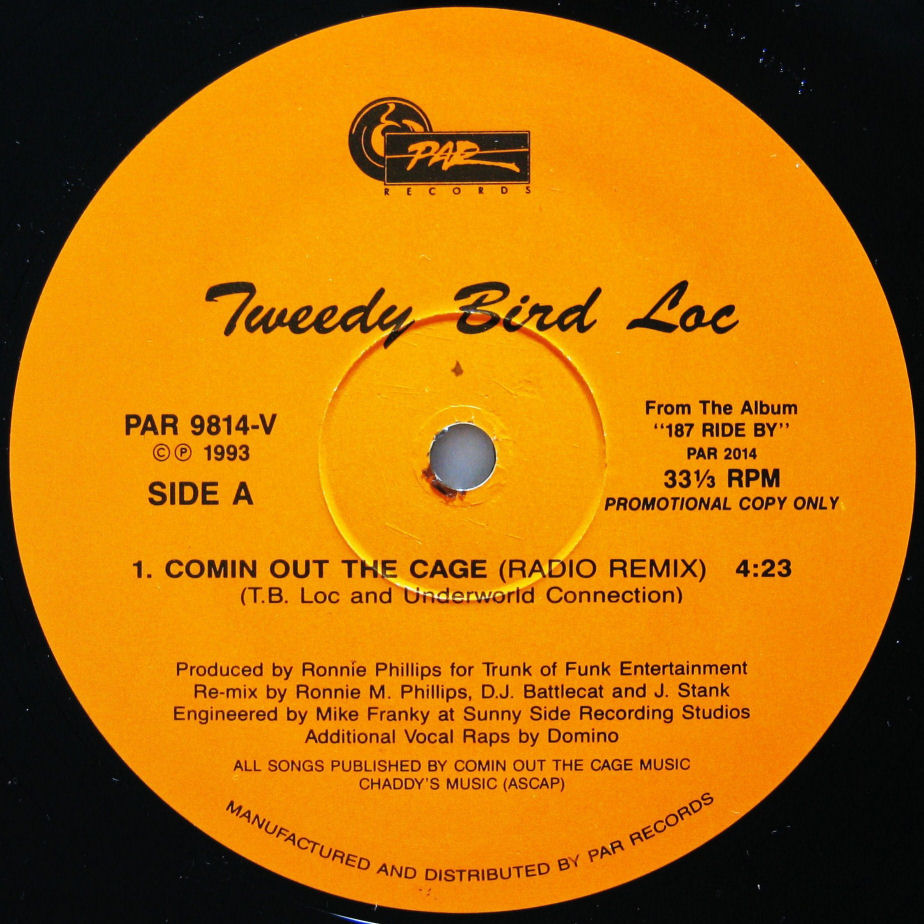 PAR
RECORDS
Tweedy Bird Loc
PAR 9814-V
©℗ 1993
SIDE A
From The Album
"187 RIDE BY"
PAR 2014
33⅓ RPM
PROMOTIONAL COPY ONLY
1. COMIN OUT THE CAGE (RADIO REMIX) 4:23
(T.B. Loc and Underworld Connection)
Produced by Ronnie Phillips for Trunk of Funk Entertainment
Re-mix by Ronnie M. Phillips, D.J. Battlecat and J. Stank
Engineered by Mike Franky at Sunny Side Recording Studios
Additional Vocal Raps by Domino
ALL SONGS PUBLISHED BY COMIN OUT THE CAGE MUSIC
CHADDY'S MUSIC (ASCAP)
MANUFACTURED AND DISTRIBUTED BY PAR RECORDS